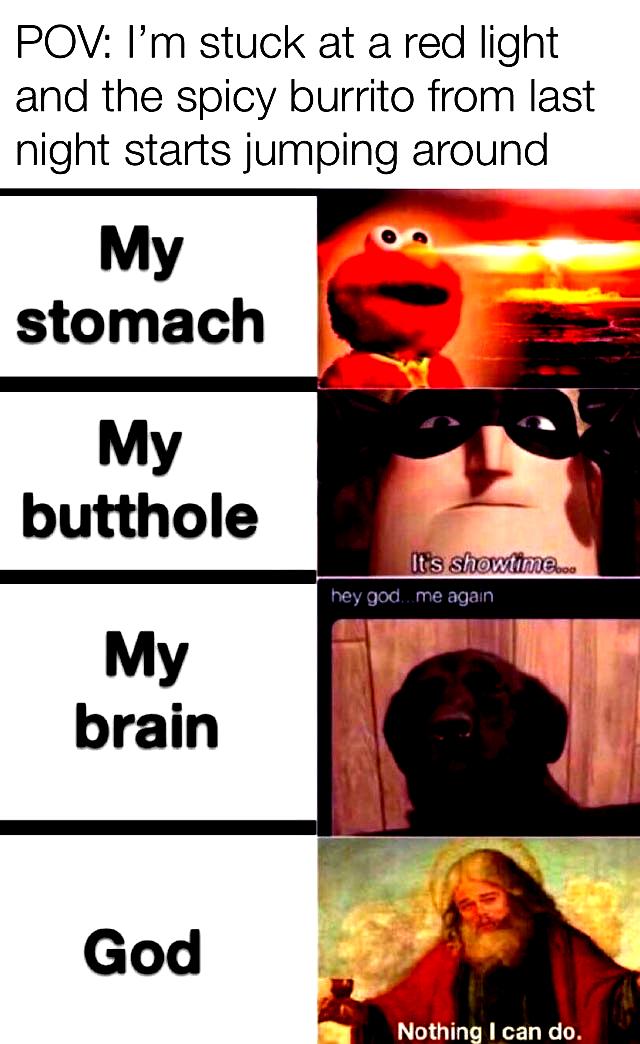 POV: I’m stuck at a red light
and the spicy burrito from last
night starts jumping around
My
stomach
My
butthole
It's showtime...
hey god...me again
My
brain
God
Nothing I can do.